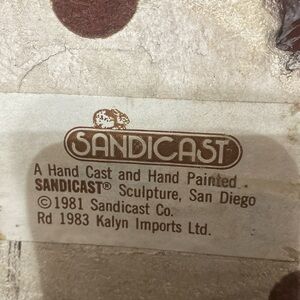 SANDICAST
A Hand Cast and Hand Painted
SANDICAST® Sculpture, San Diego
©1981 Sandicast Co.
Rd 1983 Kalyn Imports Ltd.